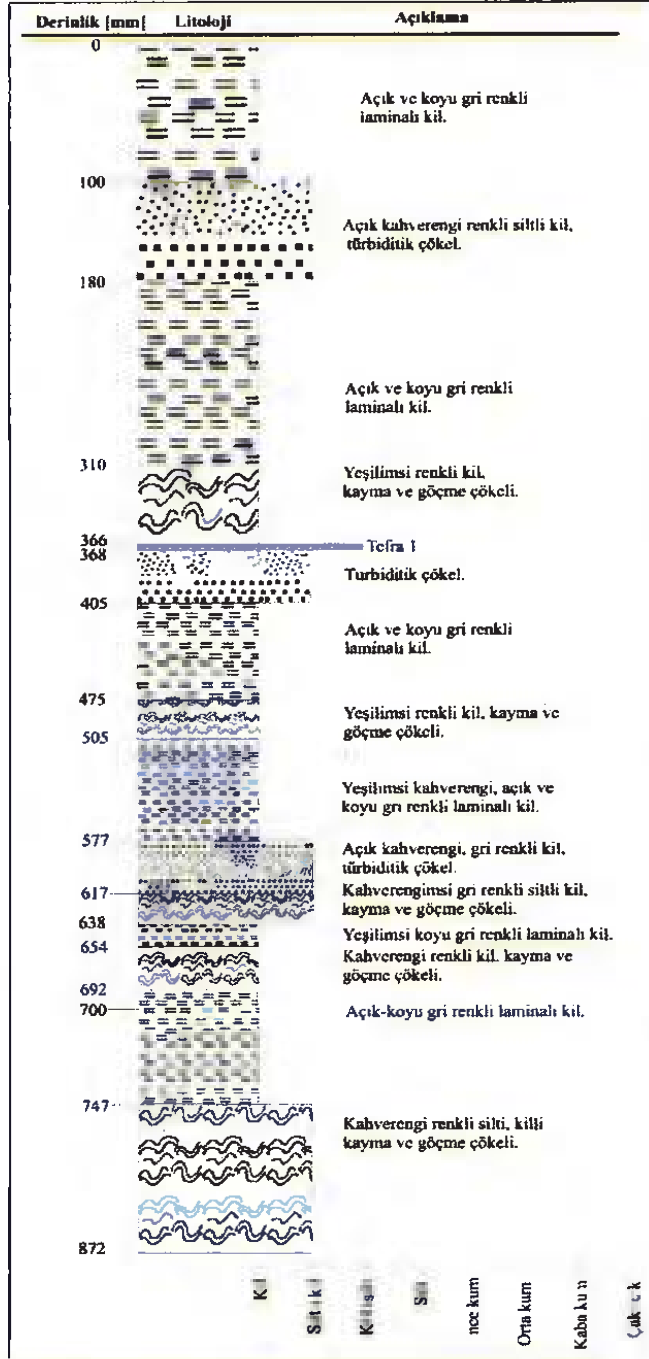 Derinlik [mm[ Litoloji Açıklama
0
Açık ve koyu gri renkli
laminalı kil.
100
Açık kahverengi renkli siltli kil,
türbiditik çökel.
180
Açık ve koyu gri renkli
laminalı kil.
310
Yeşilimsi renkli kil,
kayma ve göçme çökeli.
366
Tefra 1
368
Turbiditik çökel.
405
Açık ve koyu gri renkli
laminalı kil.
475
Yeşilimsi renkli kil. kayma ve
göçme çökeli.
505
Yeşilimsi kahverengi, açık ve
koyu gri renkli laminalı kil.
577
Açık kahverengi, gri renkli kil,
türbiditik çökel.
617
Kahverengimsi gri renkli siltli kil,
kayma ve göçme çökeli.
638
Yeşilimsi koyu gri renkli laminalı kil.
654
Kahverengi renkli kil. kayma ve
göçme çökeli.
692
700
Açık-koyu gri renkli laminalı kil.
747
Kahverengi renkli silti, killi
kayma ve göçme çökeli.
872
Kil
Orta kum